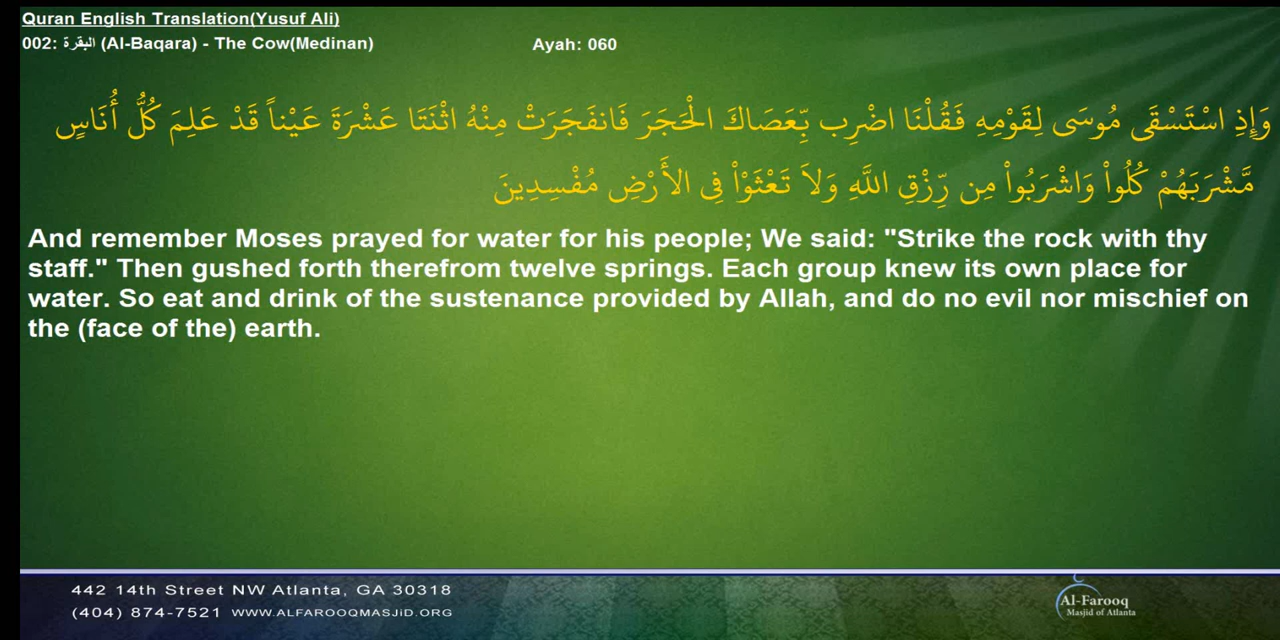 Quran English Translation(Yusuf Ali)
002: البقرة (Al-Baqara) - The Cow(Medinan)
Ayah: 060
وَإِذِ اسْتَسْقَى مُوسَى لِقَوْمِهِ فَقُلْنَا اضْرِب بِّعَصَاكَ الْحَجَرَ فَانفَجَرَتْ مِنْهُ اثْنَتَا عَشْرَةَ عَيْناً قَدْ عَلِمَ كُلُّ أُنَاسٍ
مَّشْرَبَهُمْ كُلُواْ وَاشْرَبُواْ مِن رِّزْقِ اللَّهِ وَلاَ تَعْثَوْاْ فِى الأَرْضِ مُفْسِدِينَ
And remember Moses prayed for water for his people; We said: "Strike the rock with thy
staff." Then gushed forth therefrom twelve springs. Each group knew its own place for
water. So eat and drink of the sustenance provided by Allah, and do no evil nor mischief on
the (face of the) earth.
442 14th Street NW Atlanta, GA 30318
(404) 874-7521 WWW.ALFAROOQMASJiD.ORG
Al-Farooq
Masjid of Atlanta